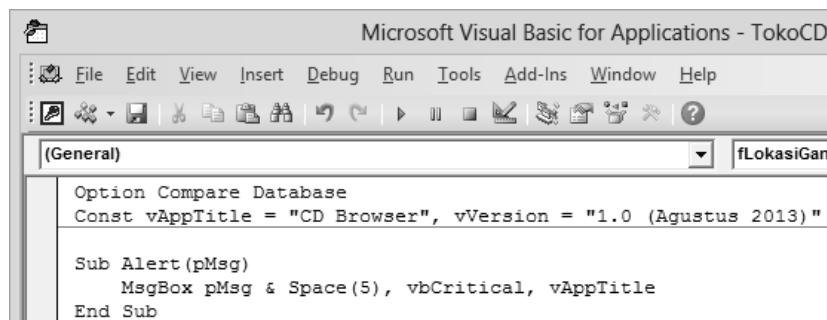 Microsoft Visual Basic for Applications - TokoCD
File Edit View Insert Debug Run Tools Add-Ins Window Help
(General) fLokasiGan
Option Compare Database
Const vAppTitle = "CD Browser", vVersion = "1.0 (Agustus 2013)"
Sub Alert(pMsg)
MsgBox pMsg & Space(5), vbCritical, vAppTitle
End Sub